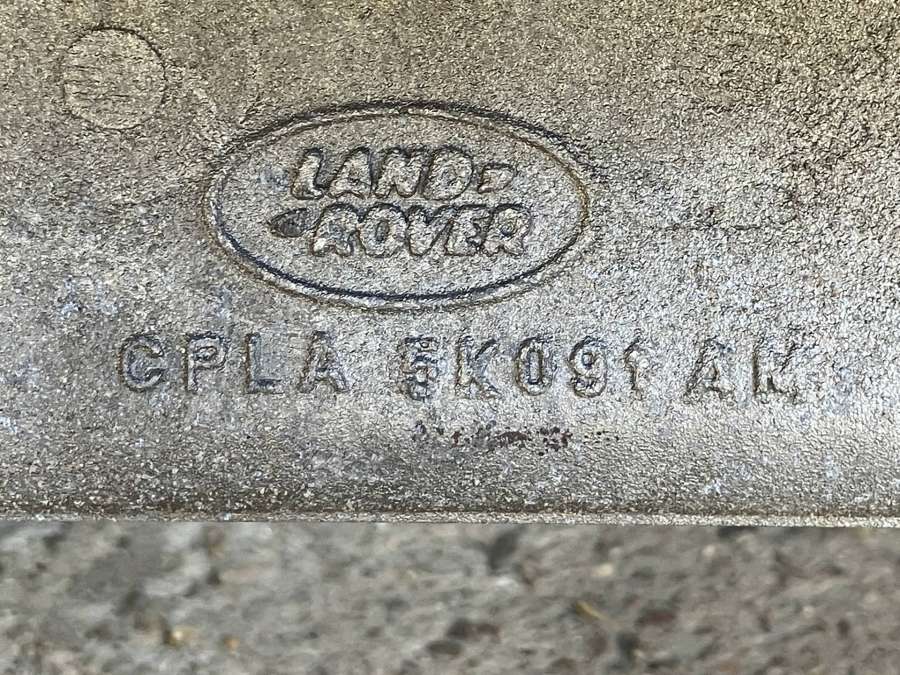 LAND
ROVER
CPLA 5K091 AK